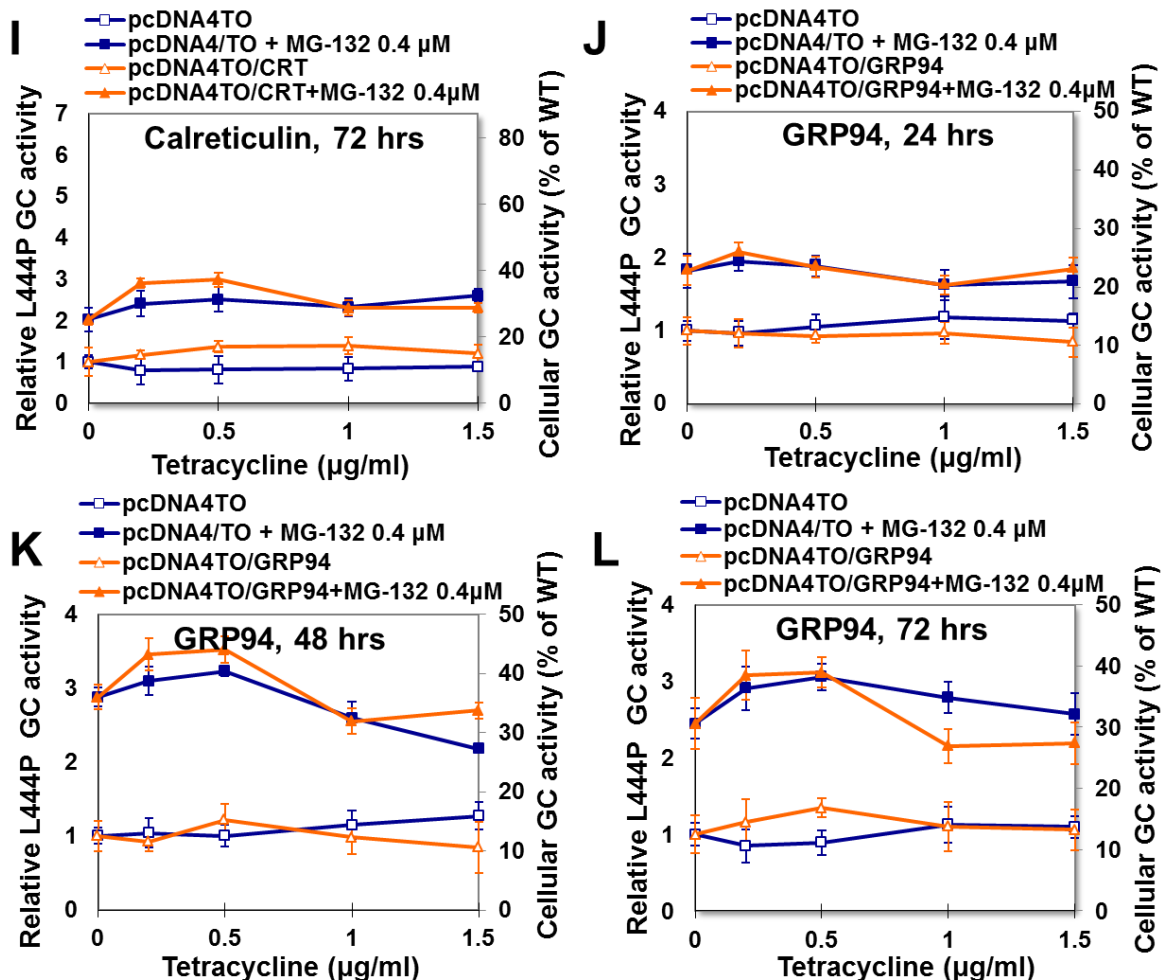 I
pcDNA4TO
pcDNA4/TO + MG-132 0.4 µM
pcDNA4TO/CRT
pcDNA4TO/CRT+MG-132 0.4µM
Calreticulin, 72 hrs
Relative L444P GC activity
7
6
5
4
3
2
1
0
0
0.5
1
1.5
Tetracycline (µg/ml)
80
60
40
20
0
Cellular GC activity (% of WT)
J
pcDNA4TO
pcDNA4/TO + MG-132 0.4 µM
pcDNA4TO/GRP94
pcDNA4TO/GRP94+MG-132 0.4µM
GRP94, 24 hrs
Relative L444P GC activity
4
3
2
1
0
0
0.5
1
1.5
Tetracycline (µg/ml)
50
40
30
20
10
0
Cellular GC activity (% of WT)
K
pcDNA4TO
pcDNA4/TO + MG-132 0.4 µM
pcDNA4TO/GRP94
pcDNA4TO/GRP94+MG-132 0.4µM
GRP94, 48 hrs
Relative L444P GC activity
4
3
2
1
0
0
0.5
1
1.5
Tetracycline (µg/ml)
50
40
30
20
10
0
Cellular GC activity (% of WT)
L
pcDNA4TO
pcDNA4/TO + MG-132 0.4 µM
pcDNA4TO/GRP94
pcDNA4TO/GRP94+MG-132 0.4µM
GRP94, 72 hrs
Relative L444P GC activity
4
3
2
1
0
0
0.5
1
1.5
Tetracycline (µg/ml)
50
40
30
20
10
0
Cellular GC activity (% of WT)